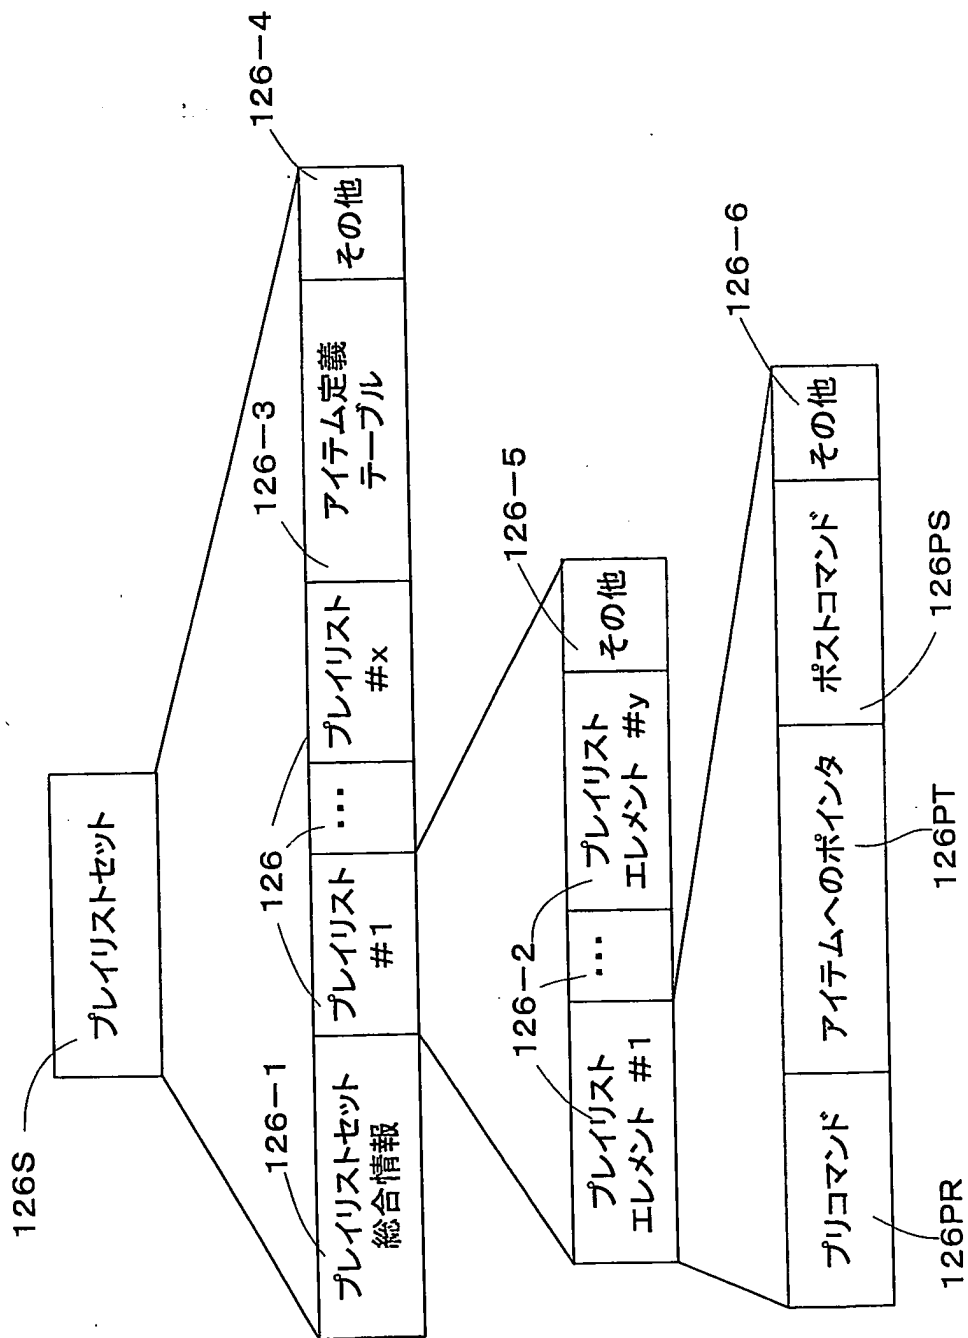 126S
プレイリストセット
126-1
126
126-3
126-4
プレイリストセット
総合情報
プレイリスト
#1
...
プレイリスト
#x
アイテム定義
テーブル
その他
126-2
126-5
プレイリスト
エレメント #1
...
プレイリスト
エレメント #y
その他
126-6
プリコマンド
アイテムへのポインタ
ポストコマンド
その他
126PR
126PT
126PS